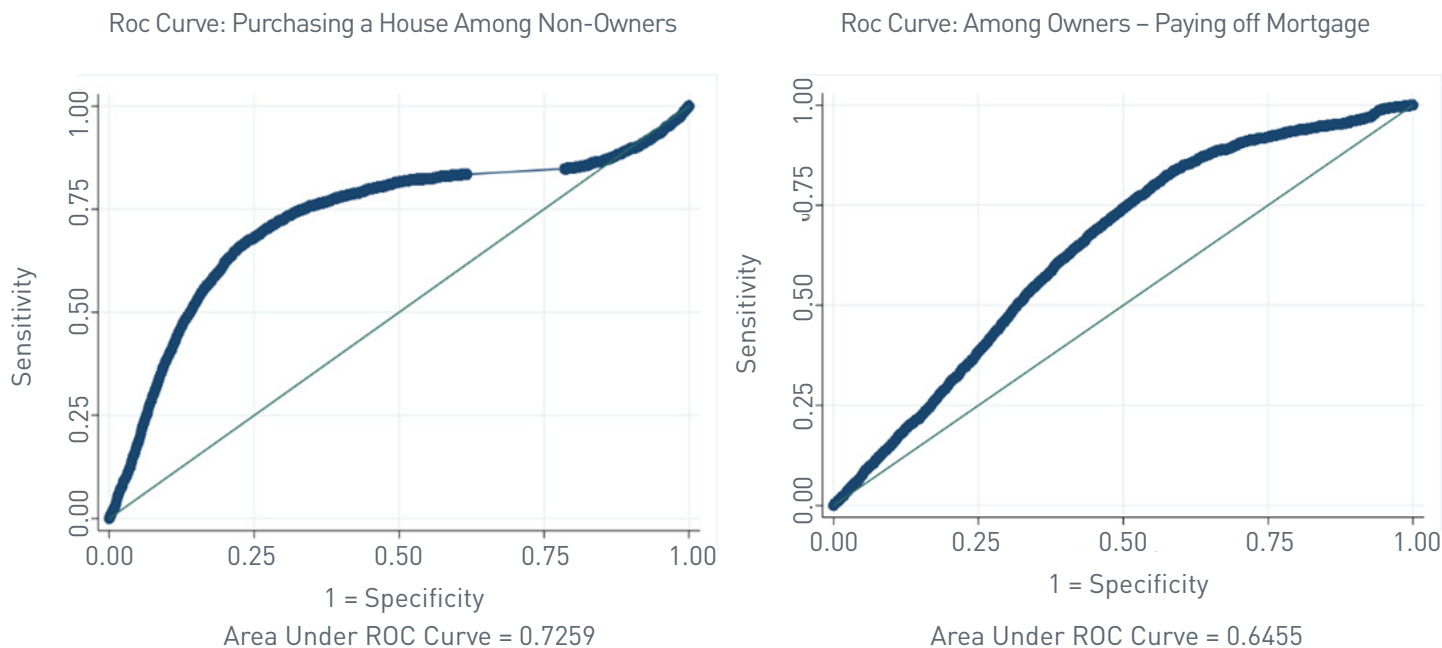 Roc Curve: Purchasing a House Among Non-Owners
Sensitivity
1.00
0.75
0.50
0.25
0.00
0.00 0.25 0.50 0.75 1.00
1 = Specificity
Area Under ROC Curve = 0.7259
Roc Curve: Among Owners – Paying off Mortgage
Sensitivity
1.00
0.75
0.50
0.25
0.00
0.00 0.25 0.50 0.75 1.00
1 = Specificity
Area Under ROC Curve = 0.6455